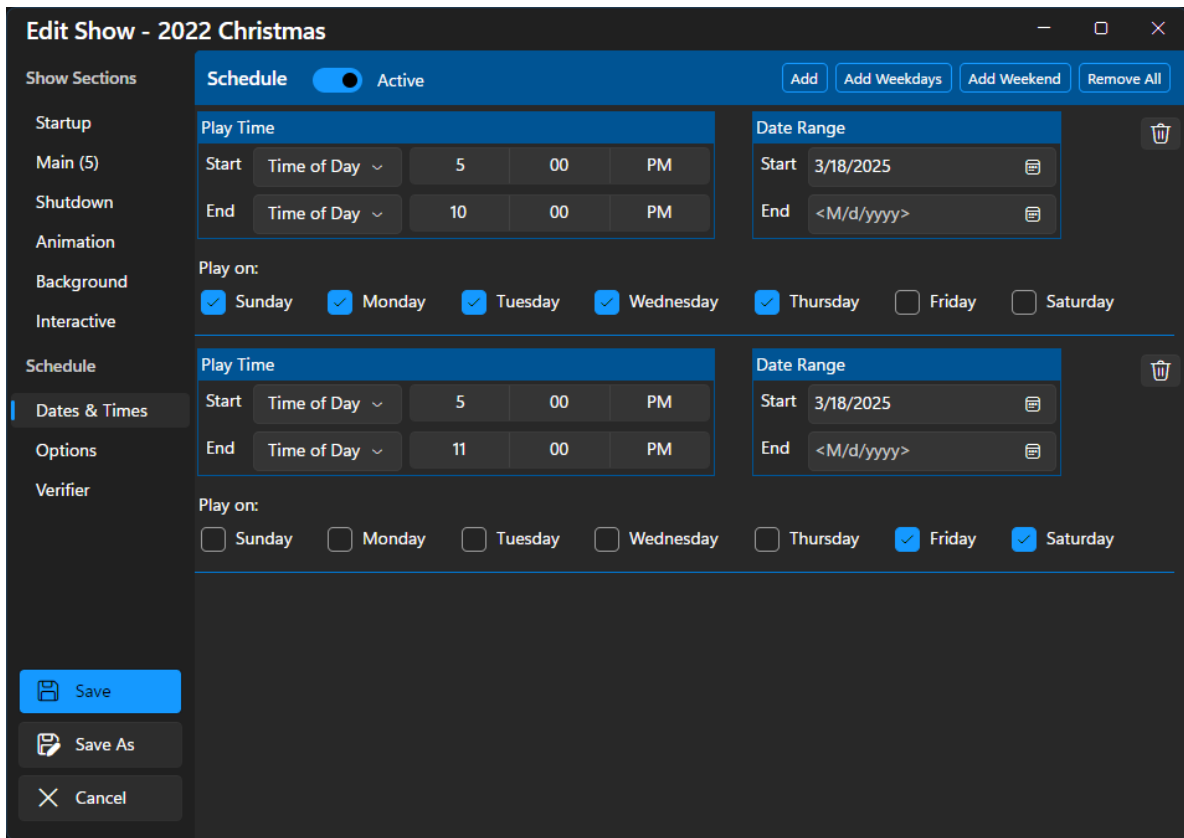 Edit Show - 2022 Christmas
Show Sections
Startup
Main (5)
Shutdown
Animation
Background
Interactive
Schedule
Dates & Times
Options
Verifier
Save
Save As
Cancel
Schedule Active Add Add Weekdays Add Weekend Remove All
Play Time Date Range
Start Time of Day 5 00 PM Start 3/18/2025
End Time of Day 10 00 PM End <M/d/yyyy>
Play on:
Sunday Monday Tuesday Wednesday Thursday Friday Saturday
Play Time Date Range
Start Time of Day 5 00 PM Start 3/18/2025
End Time of Day 11 00 PM End <M/d/yyyy>
Play on:
Sunday Monday Tuesday Wednesday Thursday Friday Saturday